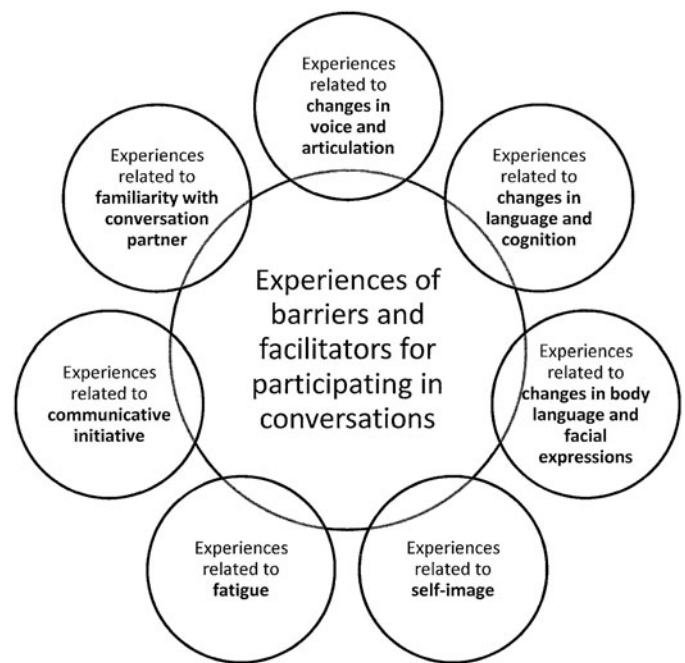 Experiences
related to
changes in
voice and
articulation
Experiences
related to
changes in
language and
cognition
Experiences
related to
changes in body
language and
facial
expressions
Experiences
related to
self-image
Experiences
related to
fatigue
Experiences
related to
communicative
initiative
Experiences
related to
familiarity with
conversation
partner
Experiences of
barriers and
facilitators for
participating in
conversations